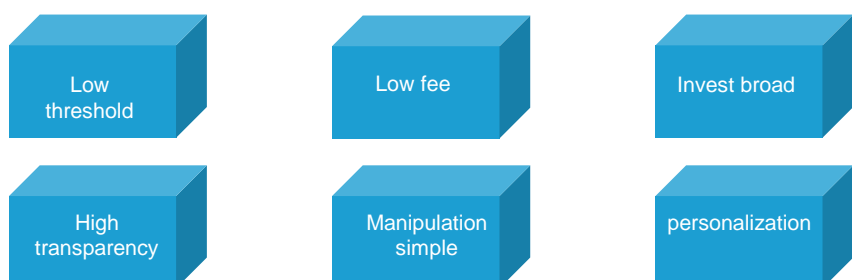 Low
threshold
Low fee
Invest broad
High
transparency
Manipulation
simple
personalization